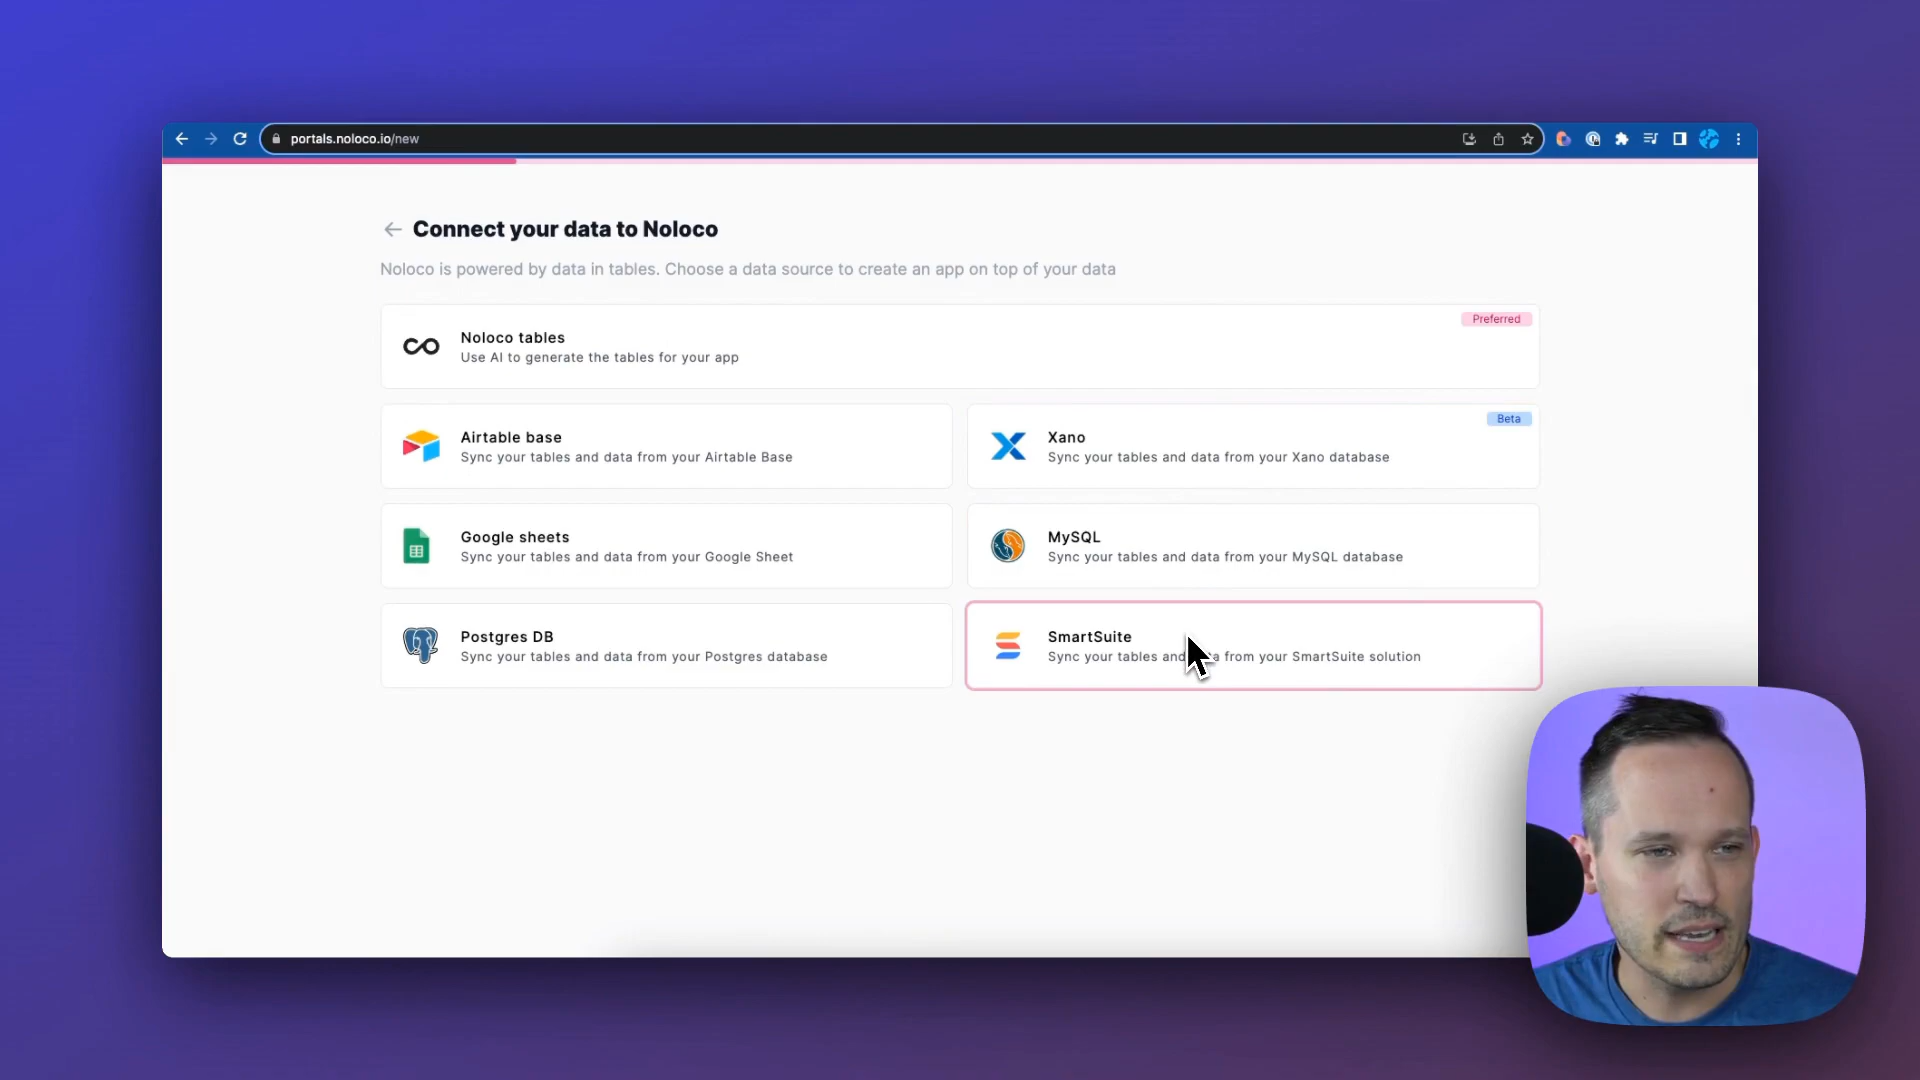 portals.noloco.io/new
Connect your data to Noloco
Noloco is powered by data in tables. Choose a data source to create an app on top of your data
Preferred
Noloco tables
Use AI to generate the tables for your app
Airtable base
Sync your tables and data from your Airtable Base
Beta
Xano
Sync your tables and data from your Xano database
Google sheets
Sync your tables and data from your Google Sheet
MySQL
Sync your tables and data from your MySQL database
Postgres DB
Sync your tables and data from your Postgres database
SmartSuite
Sync your tables and from your SmartSuite solution